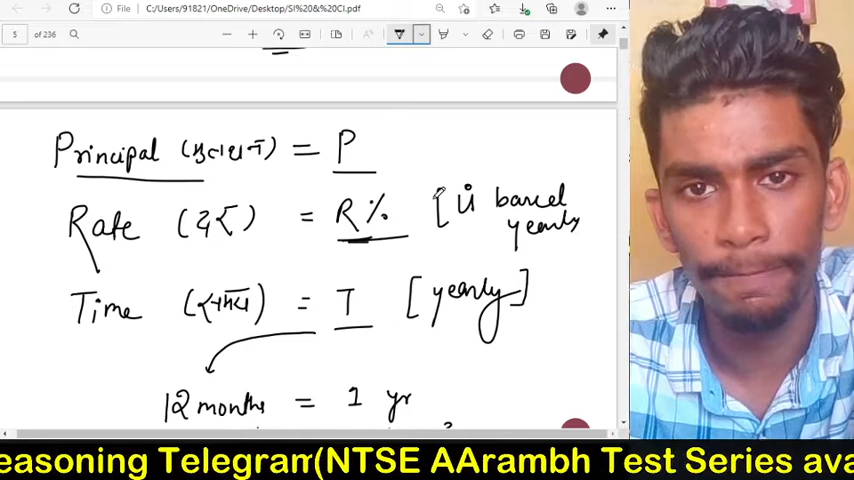 File | C:/Users/91821/OneDrive/Desktop/SI%20&%20CI.pdf
5 of 236
Principal (मूलधन) = P
Rate (दर) = R% [ based
yearly
Time (समय) = T [yearly]
12 months = 1 yr
easoning Telegram(NTSE AArambh Test Series ava